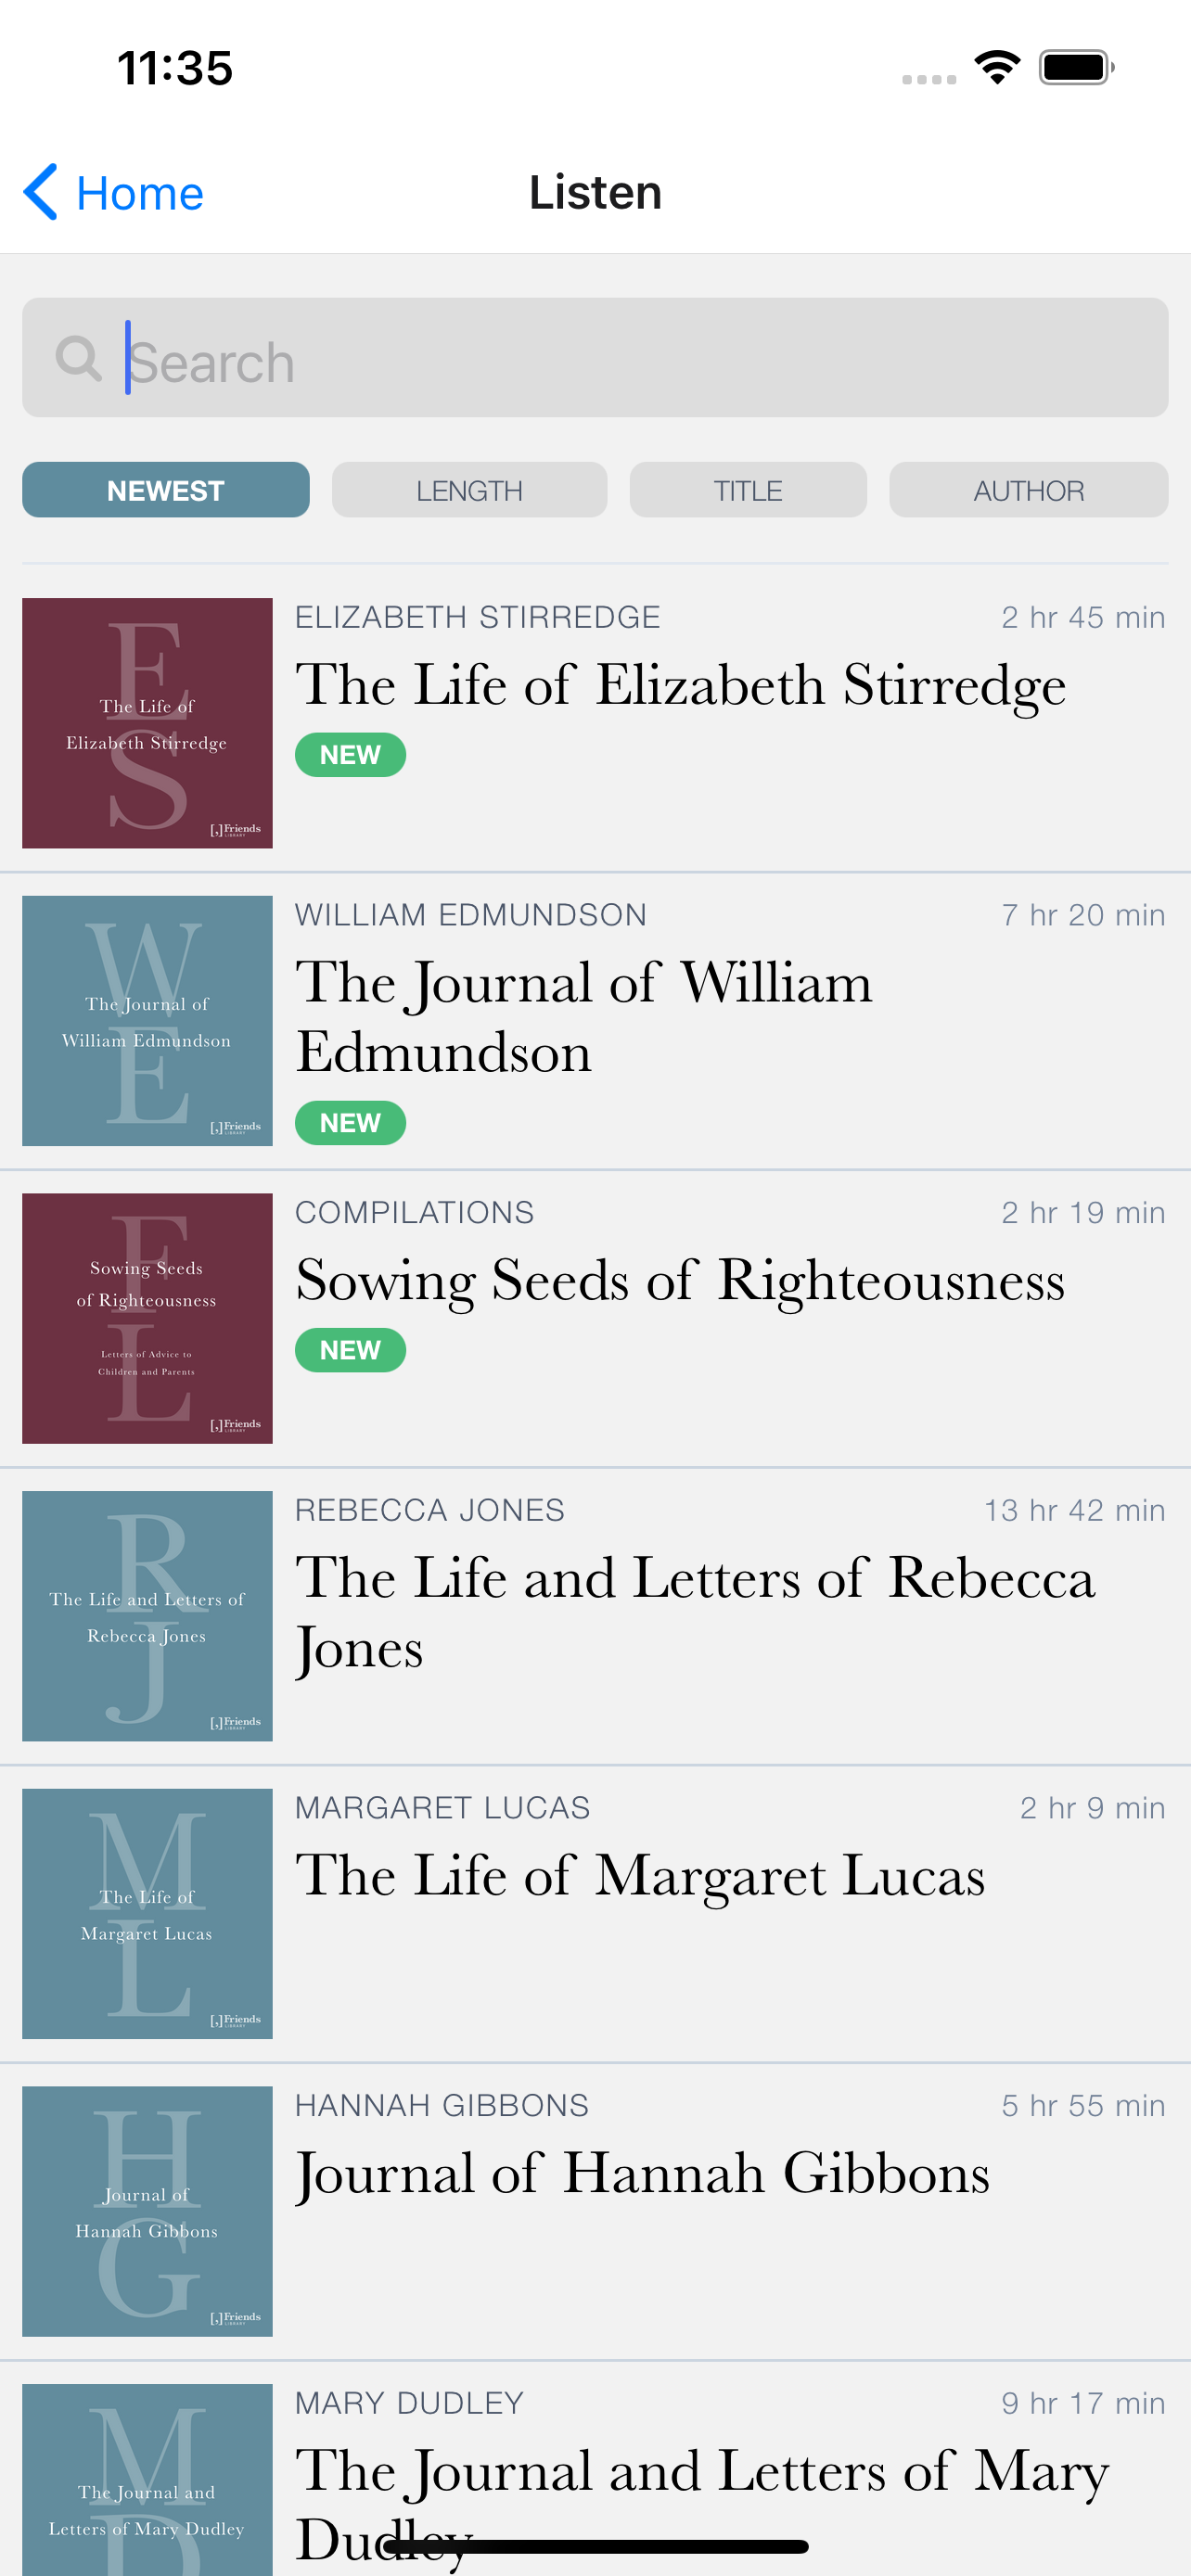 11:35
Home
Listen
Search
NEWEST
LENGTH
TITLE
AUTHOR
E
S
The Life of
Elizabeth Stirredge
[,] Friends
LIBRARY
ELIZABETH STIRREDGE
2 hr 45 min
The Life of Elizabeth Stirredge
NEW
W
E
The Journal of
William Edmundson
[,] Friends
LIBRARY
WILLIAM EDMUNDSON
7 hr 20 min
The Journal of William
Edmundson
NEW
F
L
Sowing Seeds
of Righteousness
Letters of Advice to
Children and Parents
[,] Friends
LIBRARY
COMPILATIONS
2 hr 19 min
Sowing Seeds of Righteousness
NEW
R
J
The Life and Letters of
Rebecca Jones
[,] Friends
LIBRARY
REBECCA JONES
13 hr 42 min
The Life and Letters of Rebecca
Jones
M
L
The Life of
Margaret Lucas
[,] Friends
LIBRARY
MARGARET LUCAS
2 hr 9 min
The Life of Margaret Lucas
H
G
Journal of
Hannah Gibbons
[,] Friends
LIBRARY
HANNAH GIBBONS
5 hr 55 min
Journal of Hannah Gibbons
M
D
The Journal and
Letters of Mary Dudley
MARY DUDLEY
9 hr 17 min
The Journal and Letters of Mary
Dudley